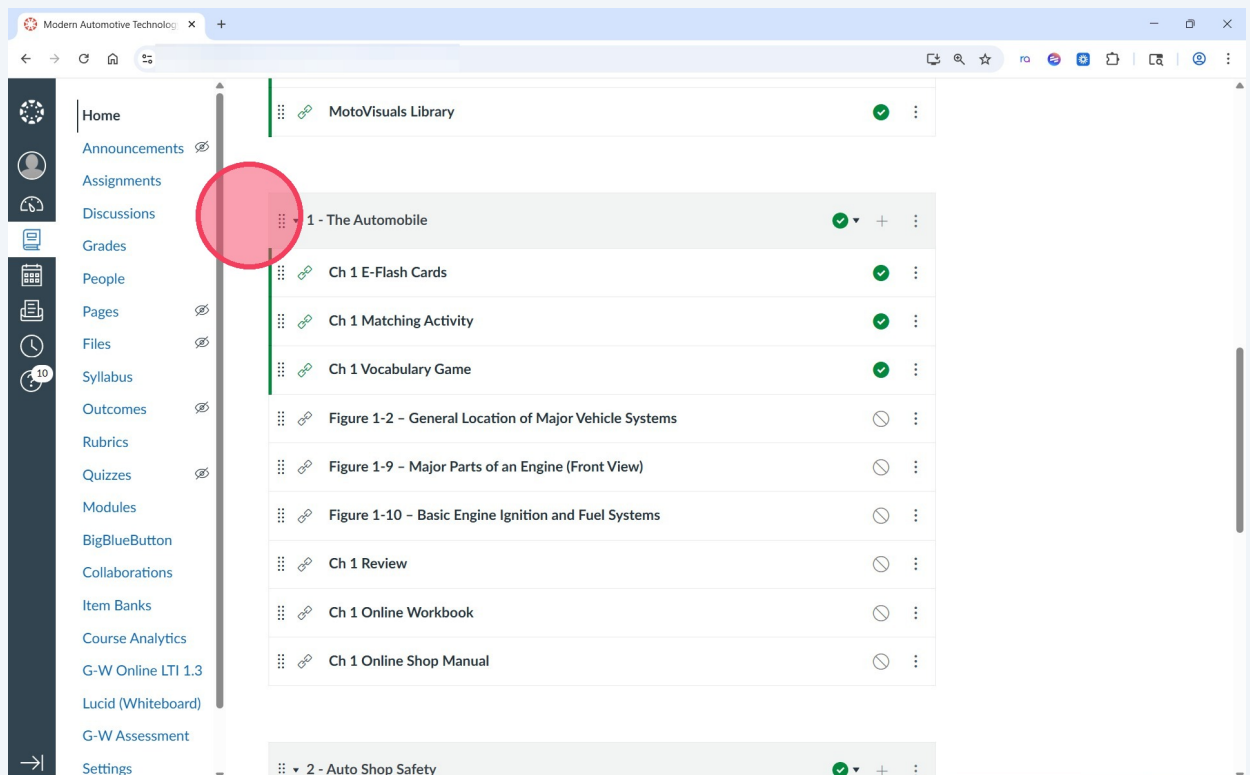 Modern Automotive Technolog
ra
Home
Announcements
Assignments
Discussions
Grades
People
Pages
Files
Syllabus
Outcomes
Rubrics
Quizzes
Modules
BigBlueButton
Collaborations
Item Banks
Course Analytics
G-W Online LTI 1.3
Lucid (Whiteboard)
G-W Assessment
Settings
10
MotoVisuals Library
1 - The Automobile
Ch 1 E-Flash Cards
Ch 1 Matching Activity
Ch 1 Vocabulary Game
Figure 1-2 – General Location of Major Vehicle Systems
Figure 1-9 – Major Parts of an Engine (Front View)
Figure 1-10 – Basic Engine Ignition and Fuel Systems
Ch 1 Review
Ch 1 Online Workbook
Ch 1 Online Shop Manual
2 - Auto Shop Safety